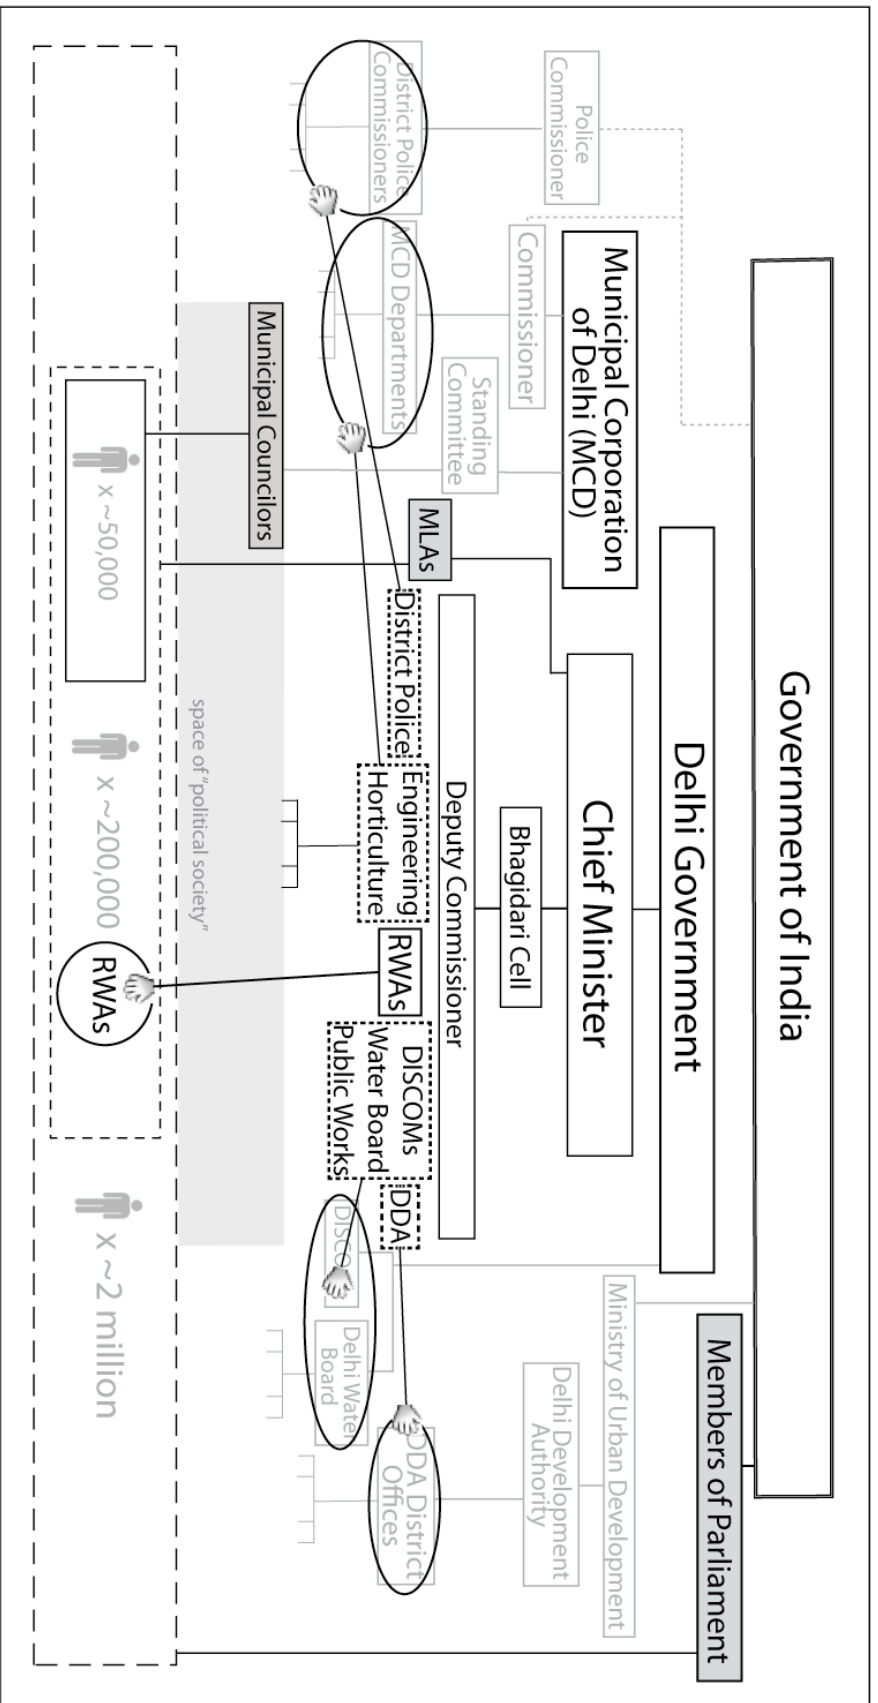 Government of India
Members of Parliament
Delhi Government
Ministry of Urban Development
Municipal Corporation
of Delhi (MCD)
Chief Minister
Police
Commissioner
Commissioner
Bhagidari Cell
Delhi Development
Authority
Standing
Committee
Deputy Commissioner
MLAs
District Police
Commissioners
MCD Departments
District Police
Engineering
Horticulture
RWAs
DISCOMs
Water Board
Public Works
DDA
DDA District
Offices
DISCO
Delhi Water
Board
Municipal Councilors
space of "political society"
x ~50,000
x ~200,000
RWAs
x ~2 million